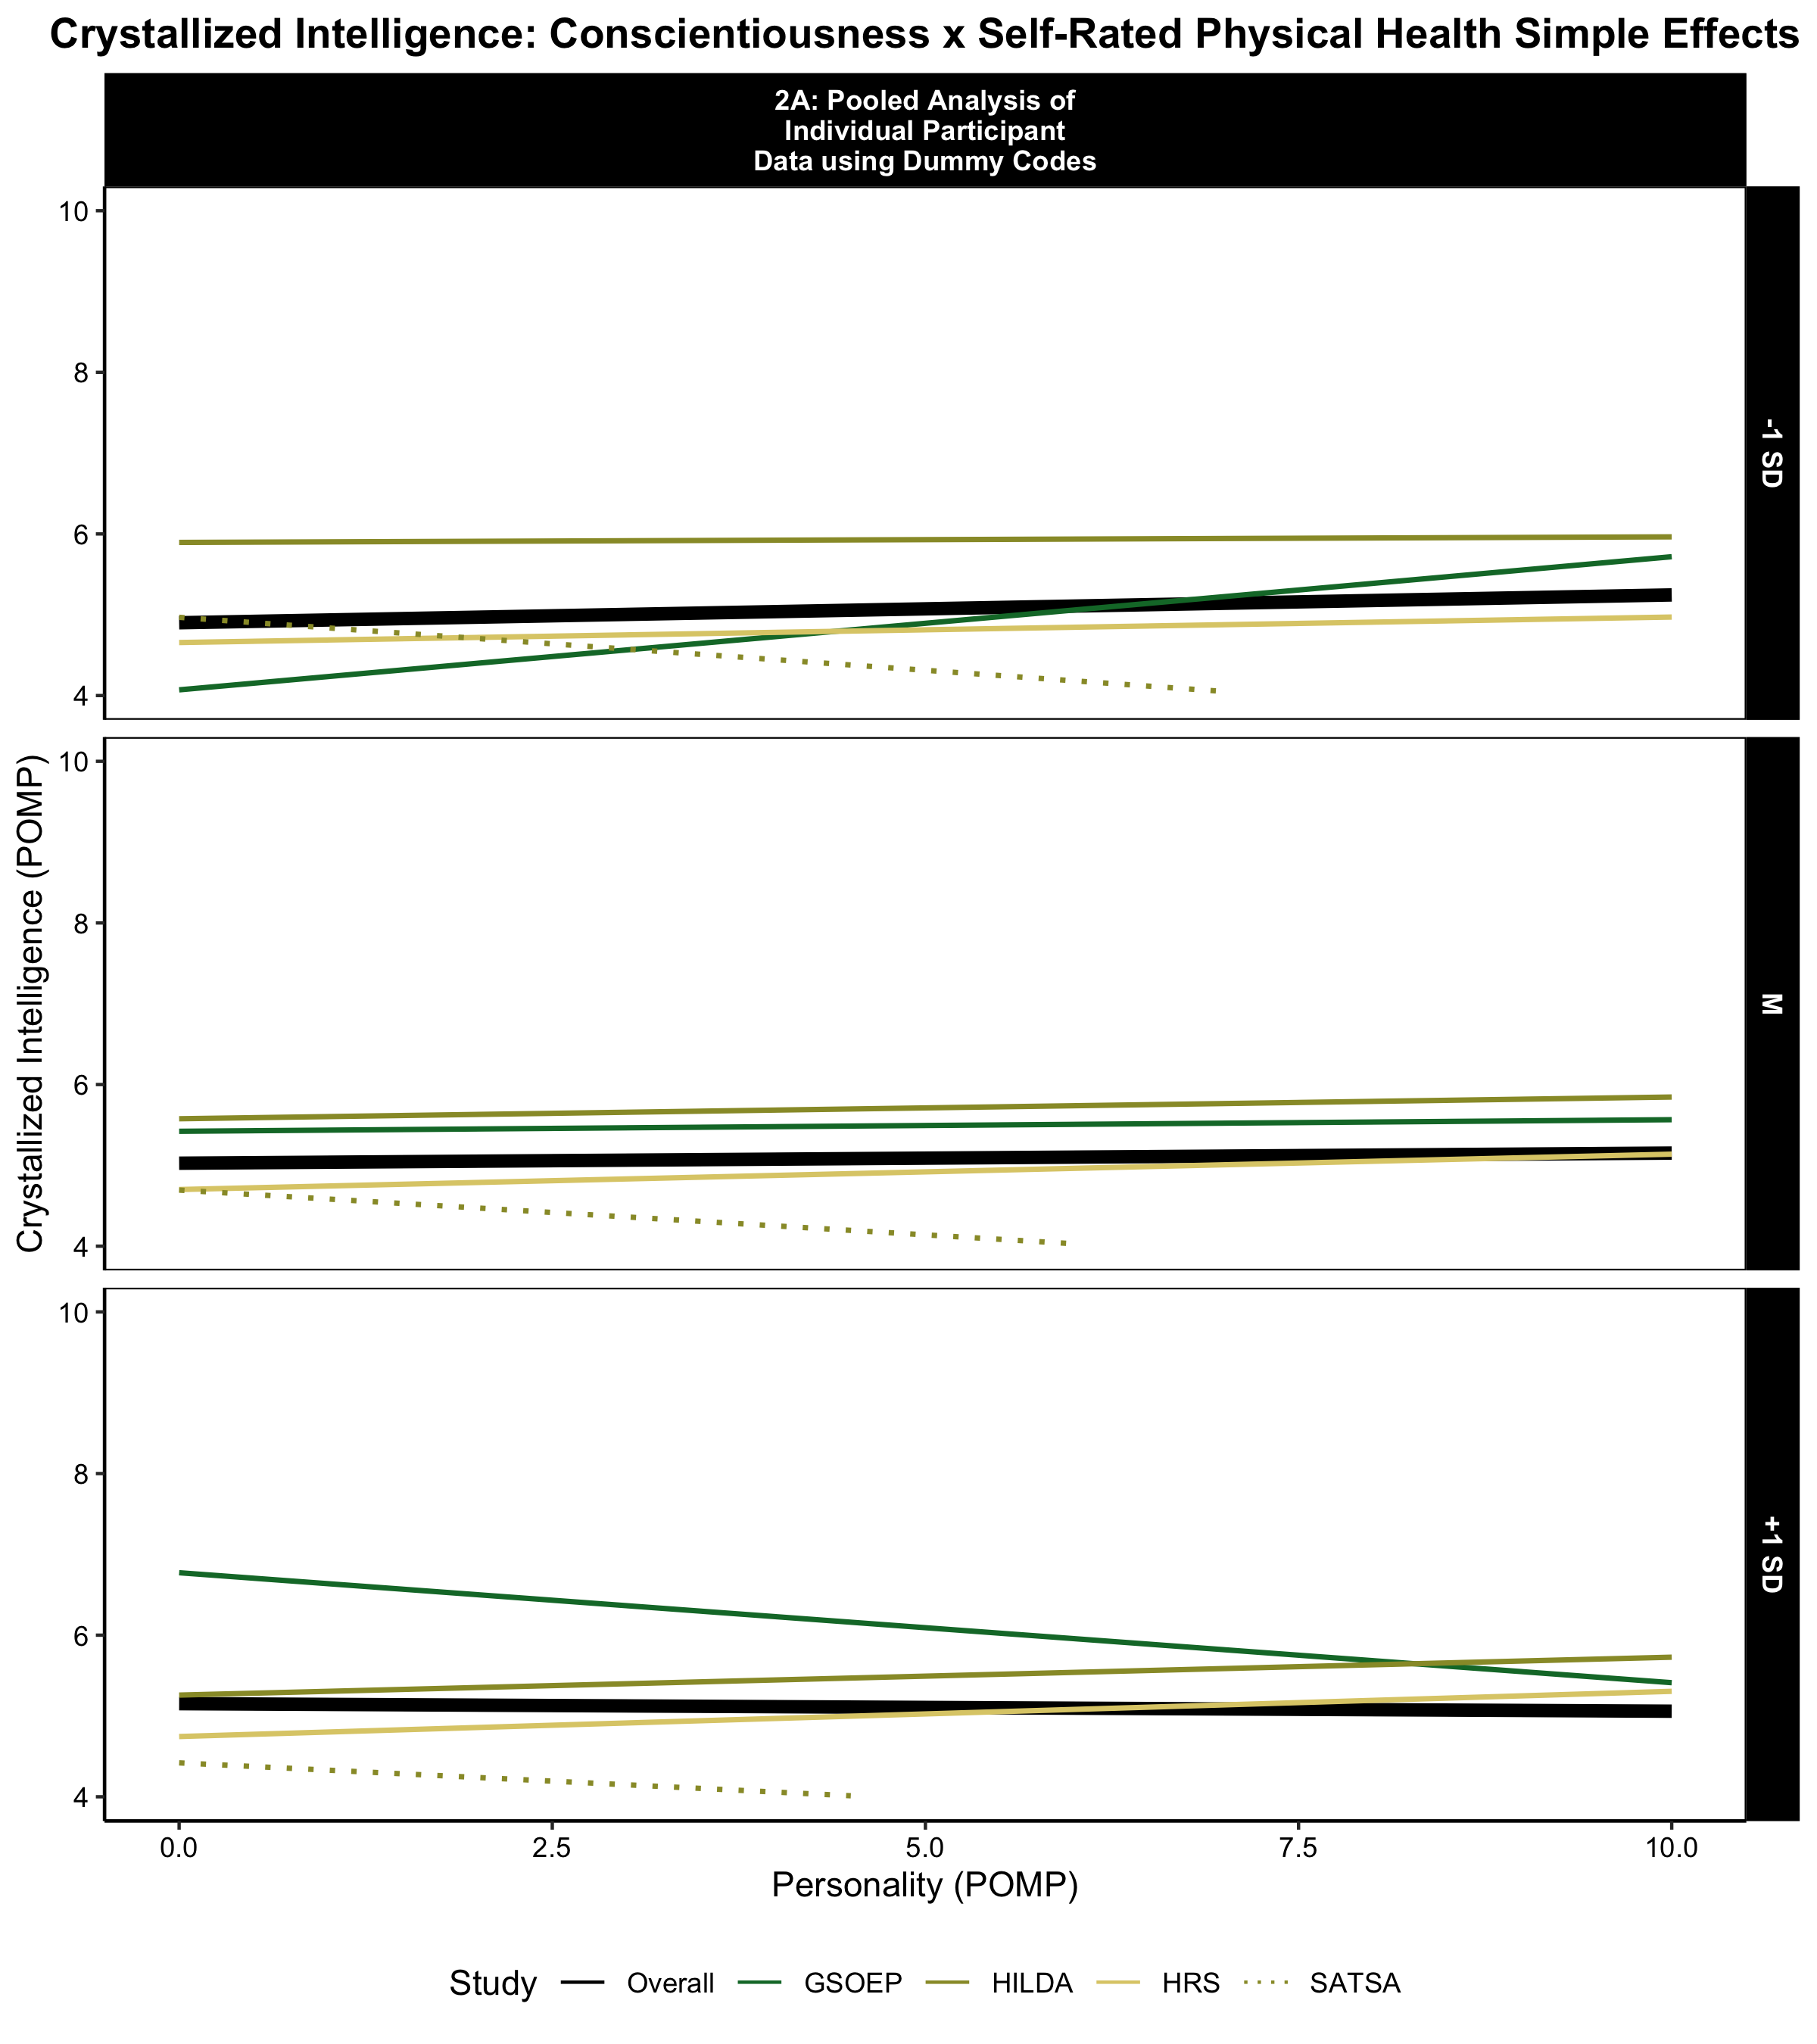 Crystallized Intelligence: Conscientiousness x Self-Rated Physical Health Simple Effects
2A: Pooled Analysis of
Individual Participant
Data using Dummy Codes
10
8
6
4
-1 SD
10
8
6
4
M
10
8
6
4
+1 SD
Crystallized Intelligence (POMP)
0.0 2.5 5.0 7.5 10.0
Personality (POMP)
Study Overall GSOEP HILDA HRS SATSA